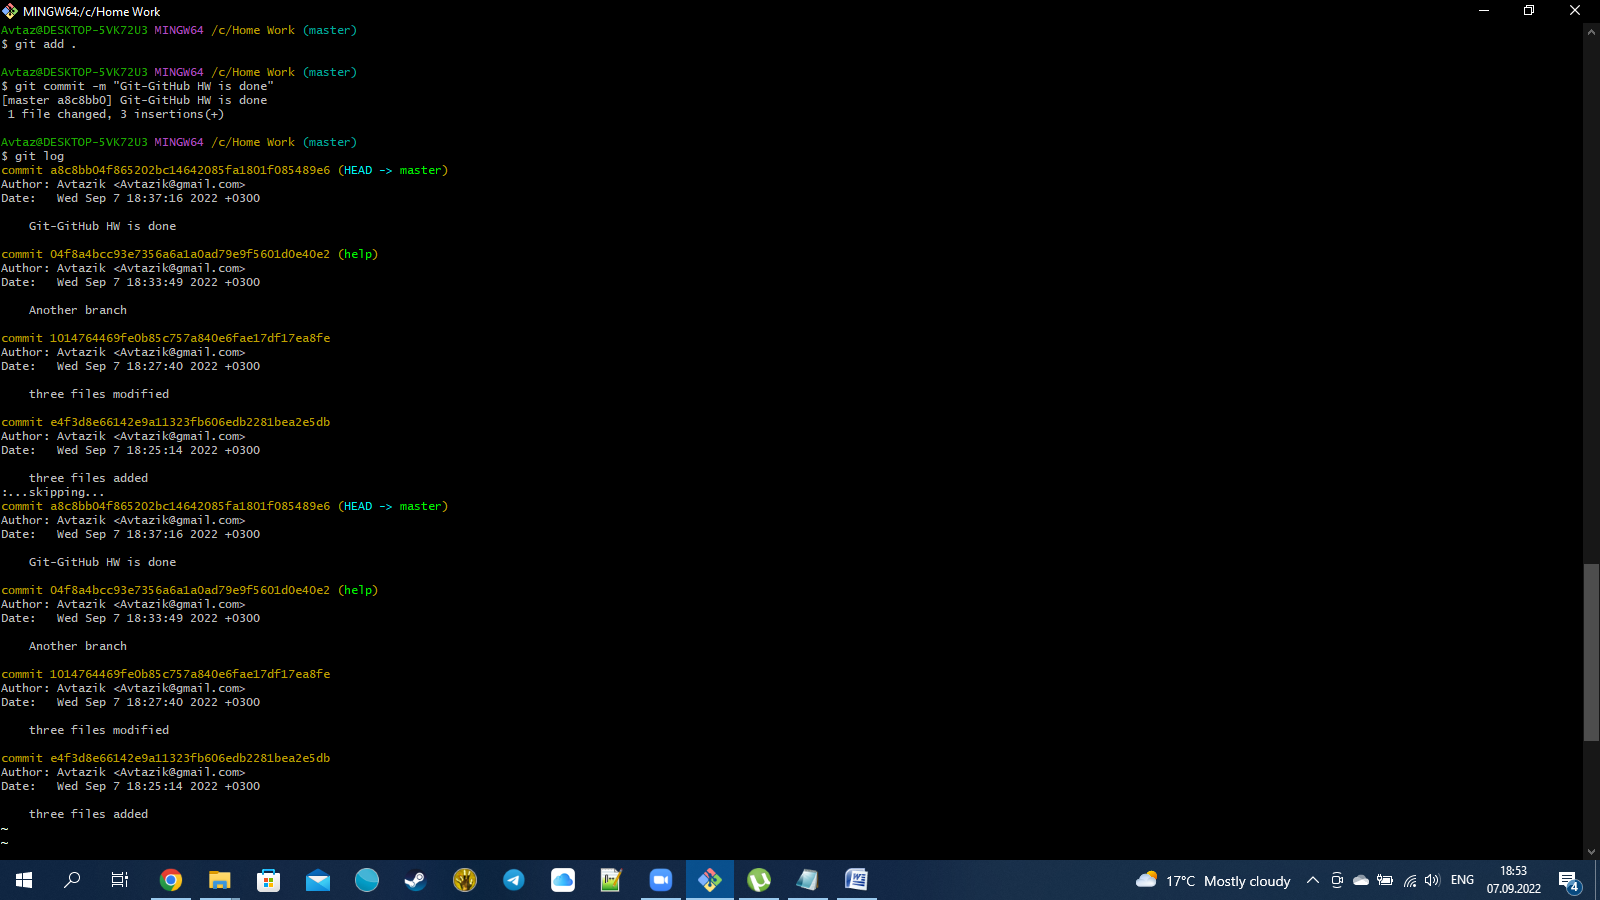 MINGW64:/c/Home Work
Avtaz@DESKTOP-5VK72U3 MINGW64 /c/Home Work (master)
$ git add .
Avtaz@DESKTOP-5VK72U3 MINGW64 /c/Home Work (master)
$ git commit -m "Git-GitHub HW is done"
[master a8c8bb0] Git-GitHub HW is done
 1 file changed, 3 insertions(+)
Avtaz@DESKTOP-5VK72U3 MINGW64 /c/Home Work (master)
$ git log
commit a8c8bb04f865202bc14642085fa1801f085489e6 (HEAD -> master)
Author: Avtazik <Avtazik@gmail.com>
Date:   Wed Sep 7 18:37:16 2022 +0300
    Git-GitHub HW is done
commit 04f8a4bcc93e7356a6a1a0ad79e9f5601d0e40e2 (help)
Author: Avtazik <Avtazik@gmail.com>
Date:   Wed Sep 7 18:33:49 2022 +0300
    Another branch
commit 1014764469fe0b85c757a840e6fae17df17ea8fe
Author: Avtazik <Avtazik@gmail.com>
Date:   Wed Sep 7 18:27:40 2022 +0300
    three files modified
commit e4f3d8e66142e9a11323fb606edb2281bea2e5db
Author: Avtazik <Avtazik@gmail.com>
Date:   Wed Sep 7 18:25:14 2022 +0300
    three files added
:...skipping...
commit a8c8bb04f865202bc14642085fa1801f085489e6 (HEAD -> master)
Author: Avtazik <Avtazik@gmail.com>
Date:   Wed Sep 7 18:37:16 2022 +0300
    Git-GitHub HW is done
commit 04f8a4bcc93e7356a6a1a0ad79e9f5601d0e40e2 (help)
Author: Avtazik <Avtazik@gmail.com>
Date:   Wed Sep 7 18:33:49 2022 +0300
    Another branch
commit 1014764469fe0b85c757a840e6fae17df17ea8fe
Author: Avtazik <Avtazik@gmail.com>
Date:   Wed Sep 7 18:27:40 2022 +0300
    three files modified
commit e4f3d8e66142e9a11323fb606edb2281bea2e5db
Author: Avtazik <Avtazik@gmail.com>
Date:   Wed Sep 7 18:25:14 2022 +0300
    three files added
~
~
17°C Mostly cloudy
ENG
18:53
07.09.2022
4